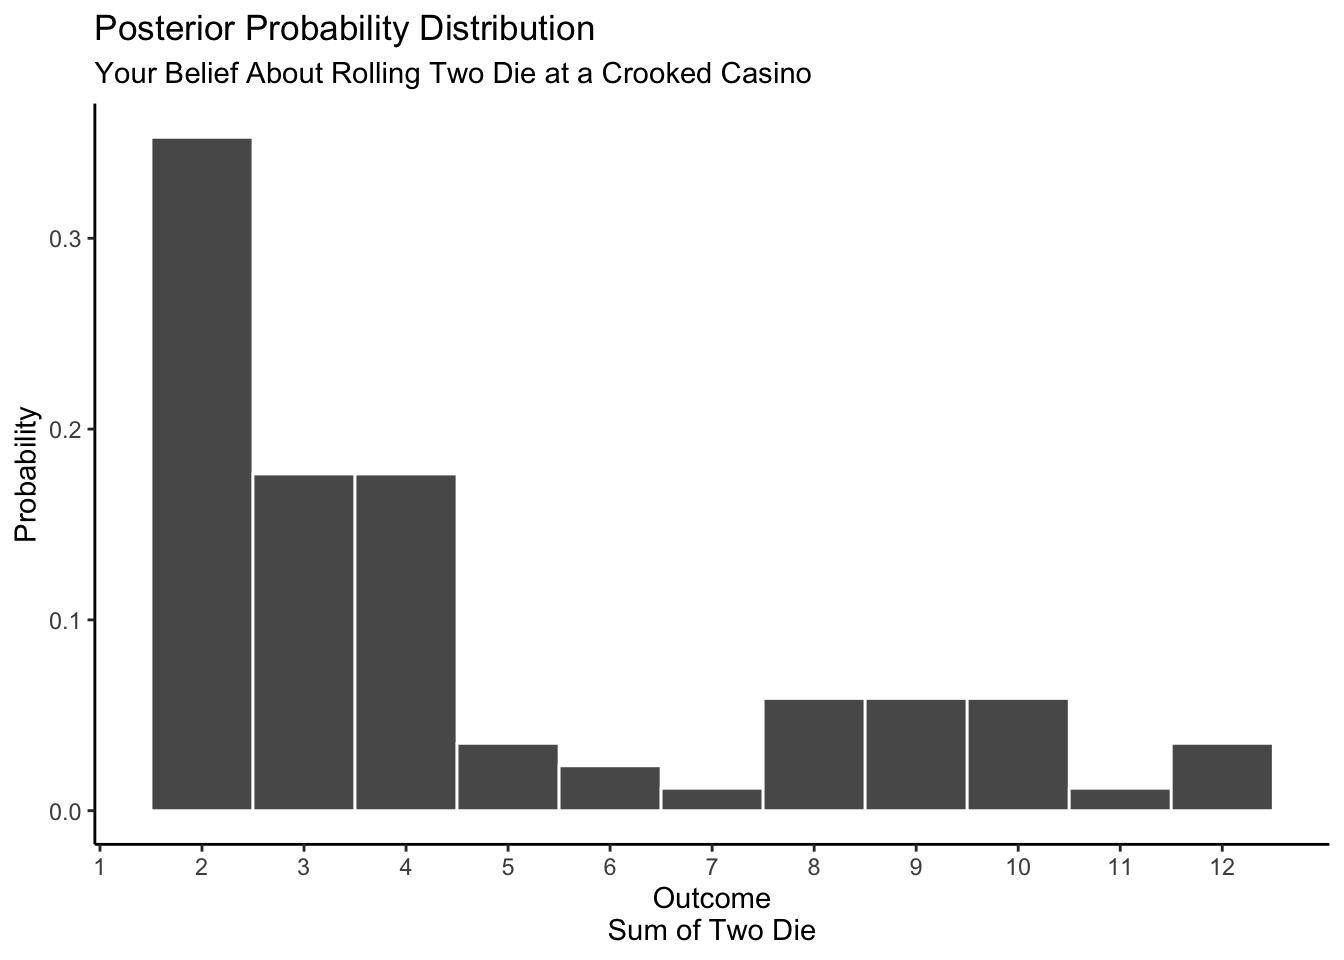 Posterior Probability Distribution
Your Belief About Rolling Two Die at a Crooked Casino
Probability
0.3
0.2
0.1
0.0
1 2 3 4 5 6 7 8 9 10 11 12
Outcome
Sum of Two Die